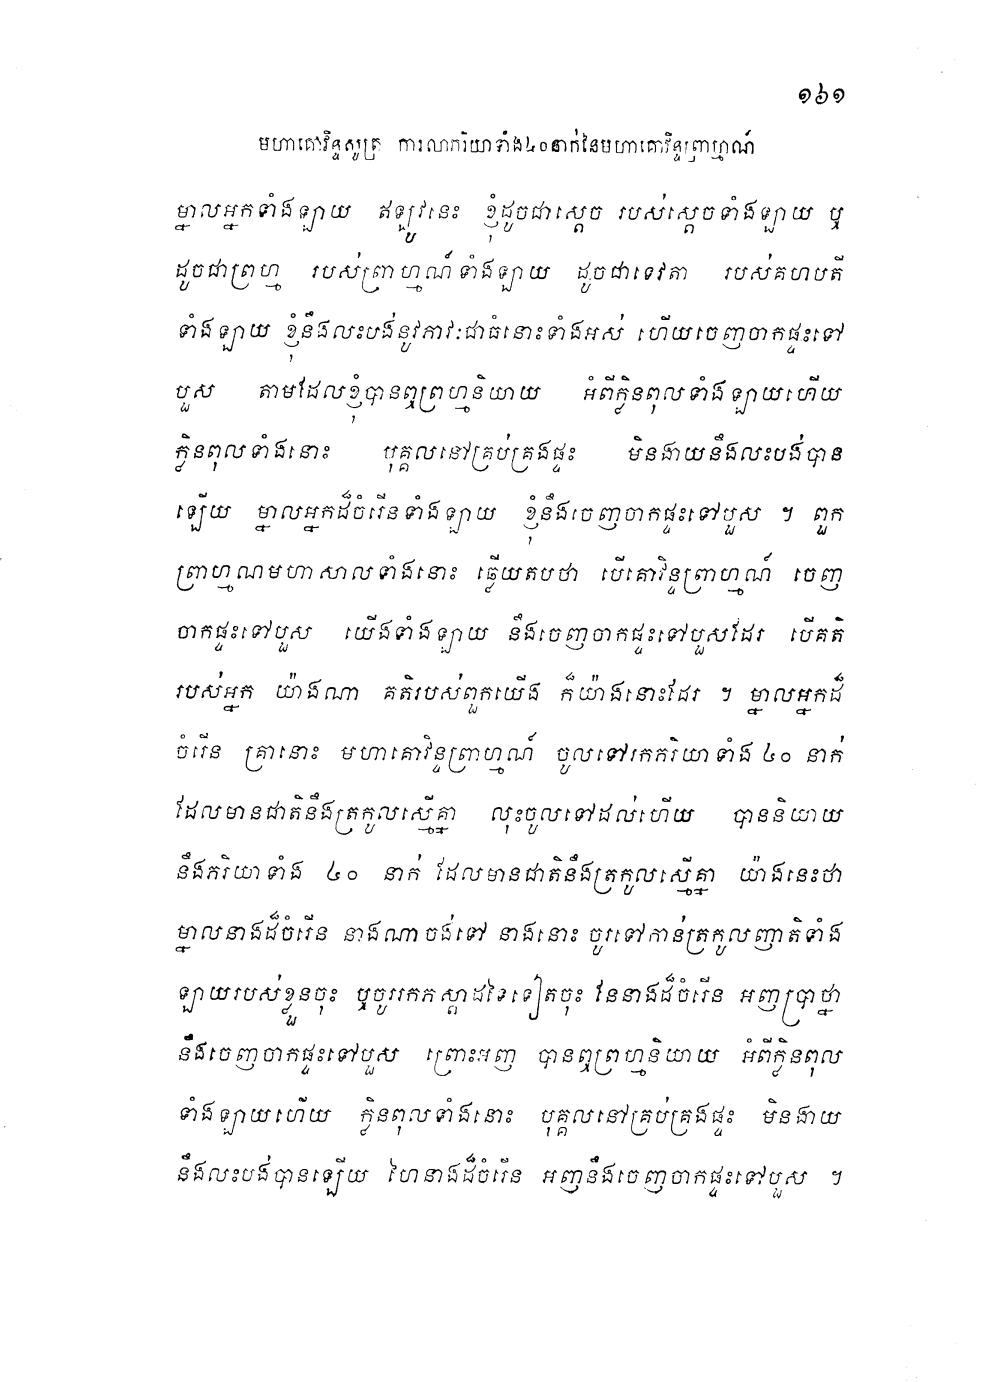 ១៦១
មហាគោវិន្ទសូត្រ ការលាភរិយាទាំង៤០នាក់នៃមហាគោវិន្ទព្រាហ្មណ៍
ម្នាលអ្នកទាំងឡាយ ឥឡូវនេះ ខ្ញុំដូចជាស្តេច របស់ស្តេចទាំងឡាយ ឬ
ដូចជាព្រហ្ម របស់ព្រាហ្មណ៍ទាំងឡាយ ដូចជាទេវតា របស់គហបតី
ទាំងឡាយ ខ្ញុំនឹងលះបង់នូវភាវៈជាធំនោះទាំងអស់ ហើយចេញចាកផ្ទះទៅ
បួស តាមដែលខ្ញុំបានឮព្រហ្មនិយាយ អំពីក្លិនពុលទាំងឡាយហើយ
ក្លិនពុលទាំងនោះ បុគ្គលនៅគ្រប់គ្រងផ្ទះ មិនងាយនឹងលះបង់បាន
ឡើយ ម្នាលអ្នកដ៏ចំរើនទាំងឡាយ ខ្ញុំនឹងចេញចាកផ្ទះទៅបួស ។ ពួក
ព្រាហ្មណមហាសាលទាំងនោះ ឆ្លើយតបថា បើគោវិន្ទព្រាហ្មណ៍ ចេញ
ចាកផ្ទះទៅបួស យើងទាំងឡាយ នឹងចេញចាកផ្ទះទៅបួសដែរ បើគតិ
របស់អ្នក យ៉ាងណា គតិរបស់ពួកយើង ក៏យ៉ាងនោះដែរ ។ ម្នាលអ្នកដ៏
ចំរើន គ្រានោះ មហាគោវិន្ទព្រាហ្មណ៍ ចូលទៅរកភរិយាទាំង ៤០ នាក់
ដែលមានជាតិនឹងត្រកូលស្មើគ្នា លុះចូលទៅដល់ហើយ បាននិយាយ
នឹងភរិយាទាំង ៤០ នាក់ ដែលមានជាតិនឹងត្រកូលស្មើគ្នា យ៉ាងនេះថា
ម្នាលនាងដ៏ចំរើន នាងណាចង់ទៅ នាងនោះ ចូរទៅកាន់ត្រកូលញាតិទាំង
ឡាយរបស់ខ្លួនចុះ ឬចូររកភស្តាដទៃទៀតចុះ នែនាងដ៏ចំរើន អញប្រាថ្នា
នឹងចេញចាកផ្ទះទៅបួស ព្រោះអញ បានឮព្រហ្មនិយាយ អំពីក្លិនពុល
ទាំងឡាយហើយ ក្លិនពុលទាំងនោះ បុគ្គលនៅគ្រប់គ្រងផ្ទះ មិនងាយ
នឹងលះបង់បានឡើយ ហៃនាងដ៏ចំរើន អញនឹងចេញចាកផ្ទះទៅបួស ។